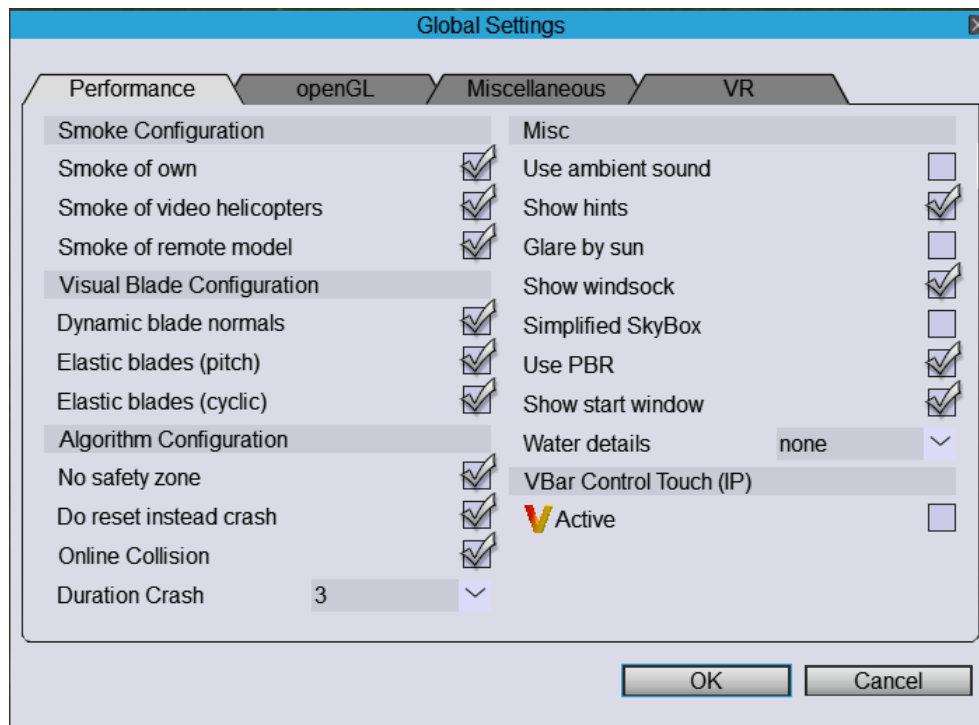 Global Settings
Performance
openGL
Miscellaneous
VR
Smoke Configuration
Smoke of own
Smoke of video helicopters
Smoke of remote model
Visual Blade Configuration
Dynamic blade normals
Elastic blades (pitch)
Elastic blades (cyclic)
Algorithm Configuration
No safety zone
Do reset instead crash
Online Collision
Duration Crash 3
Misc
Use ambient sound
Show hints
Glare by sun
Show windsock
Simplified SkyBox
Use PBR
Show start window
Water details none
VBar Control Touch (IP)
Active
OK
Cancel